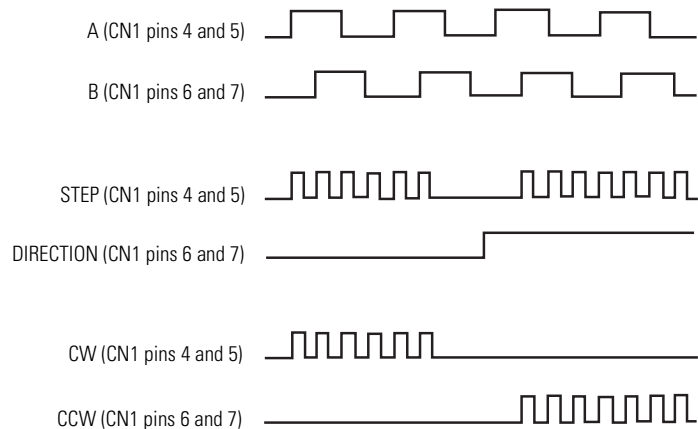 A (CN1 pins 4 and 5)
B (CN1 pins 6 and 7)
STEP (CN1 pins 4 and 5)
DIRECTION (CN1 pins 6 and 7)
CW (CN1 pins 4 and 5)
CCW (CN1 pins 6 and 7)